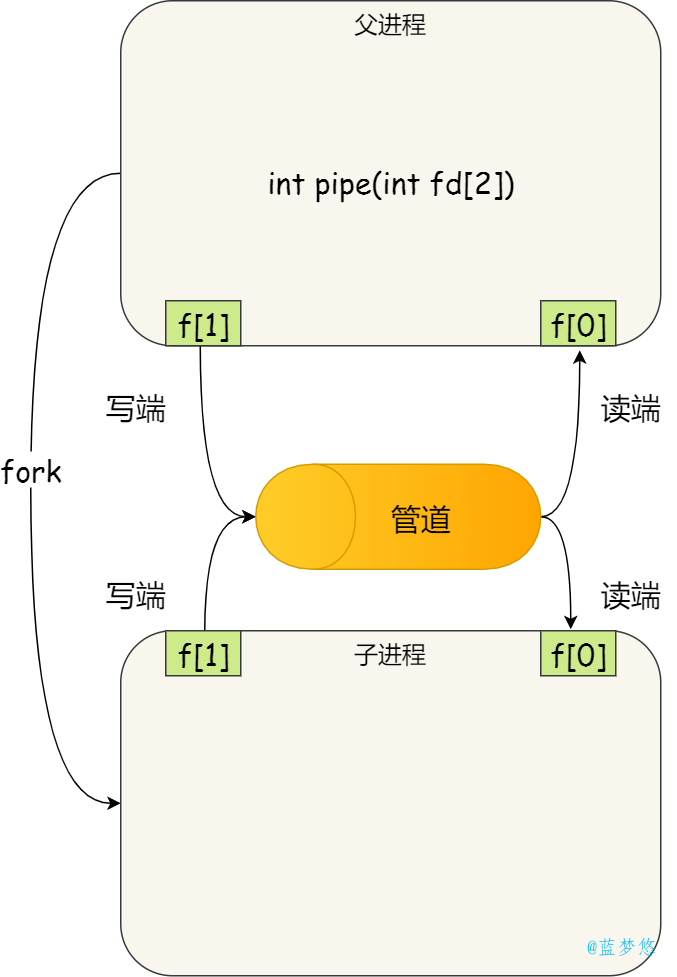 父进程
int pipe(int fd[2])
f[1]
f[0]
写端
读端
fork
管道
写端
读端
f[1]
子进程
f[0]
@蓝梦悠